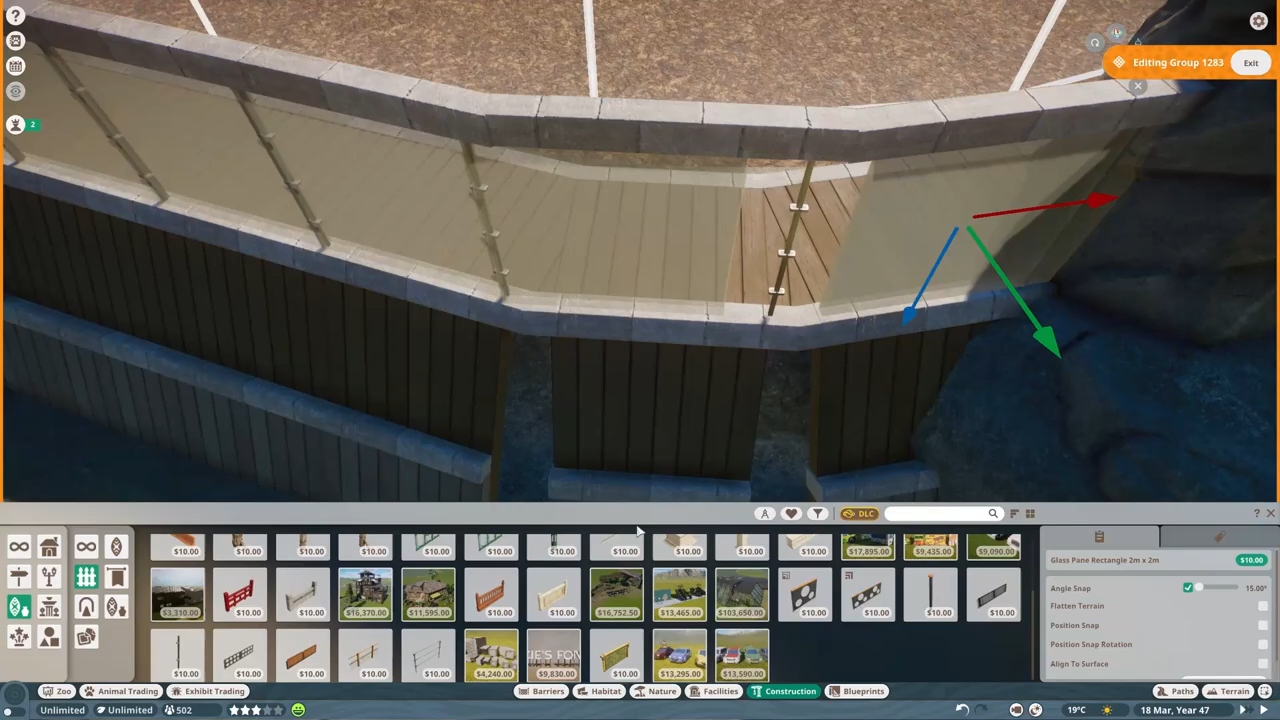 ?
Editing Group 1283
Exit
2
DLC
?
$10.00 $10.00 $10.00 $10.00 $10.00 $10.00 $10.00 $10.00 $10.00 $10.00 $10.00 $17,895.00 $9,435.00 $9,090.00
$3,310.00 $10.00 $10.00 $16,370.00 $11,595.00 $10.00 $10.00 $16,752.50 $13,465.00 $103,650.00 $10.00 $10.00 $10.00 $10.00
$10.00 $10.00 $10.00 $10.00 $10.00 $4,240.00 $9,830.00 $10.00 $13,295.00 $13,590.00
Glass Pane Rectangle 2m x 2m $10.00
Angle Snap 15.00°
Flatten Terrain
Position Snap
Position Snap Rotation
Align To Surface
Zoo Animal Trading Exhibit Trading Barriers Habitat Nature Facilities Construction Blueprints Paths Terrain
Unlimited Unlimited 502 19°C 18 Mar, Year 47